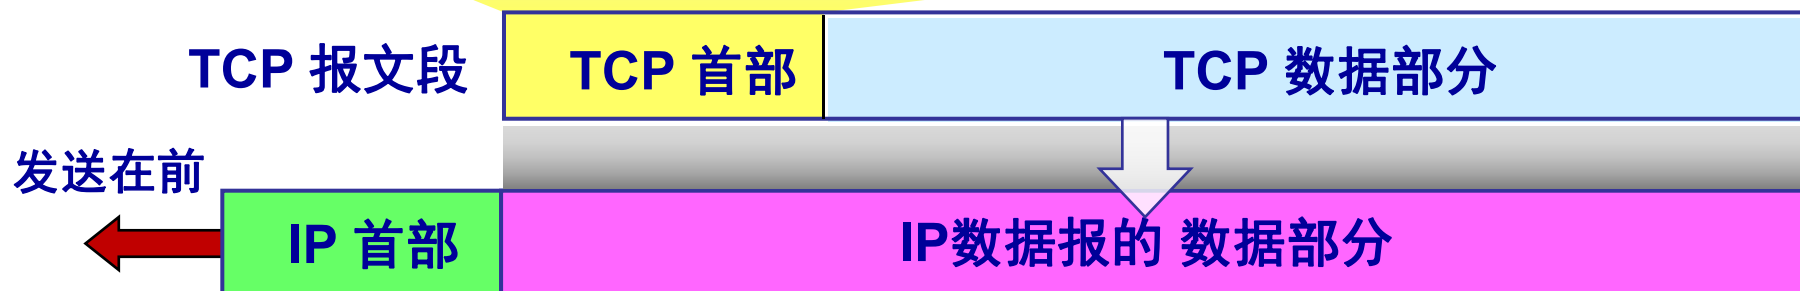 TCP 报文段 TCP 首部 TCP 数据部分
发送在前
IP 首部 IP数据报的 数据部分